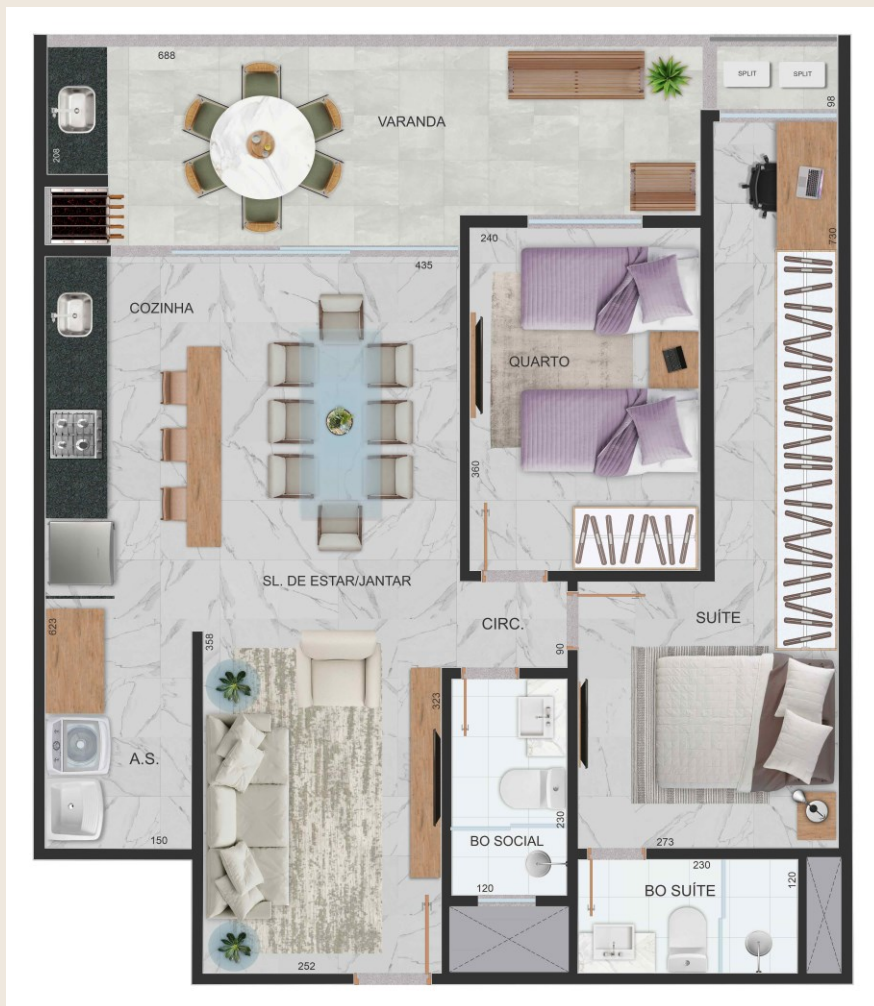 688
SPLIT
SPLIT
98
VARANDA
208
730
240
435
COZINHA
QUARTO
360
SL. DE ESTAR/JANTAR
623
358
CIRC.
90
SUÍTE
323
A.S.
150
230
BO SOCIAL
273
120
230
120
BO SUÍTE
252